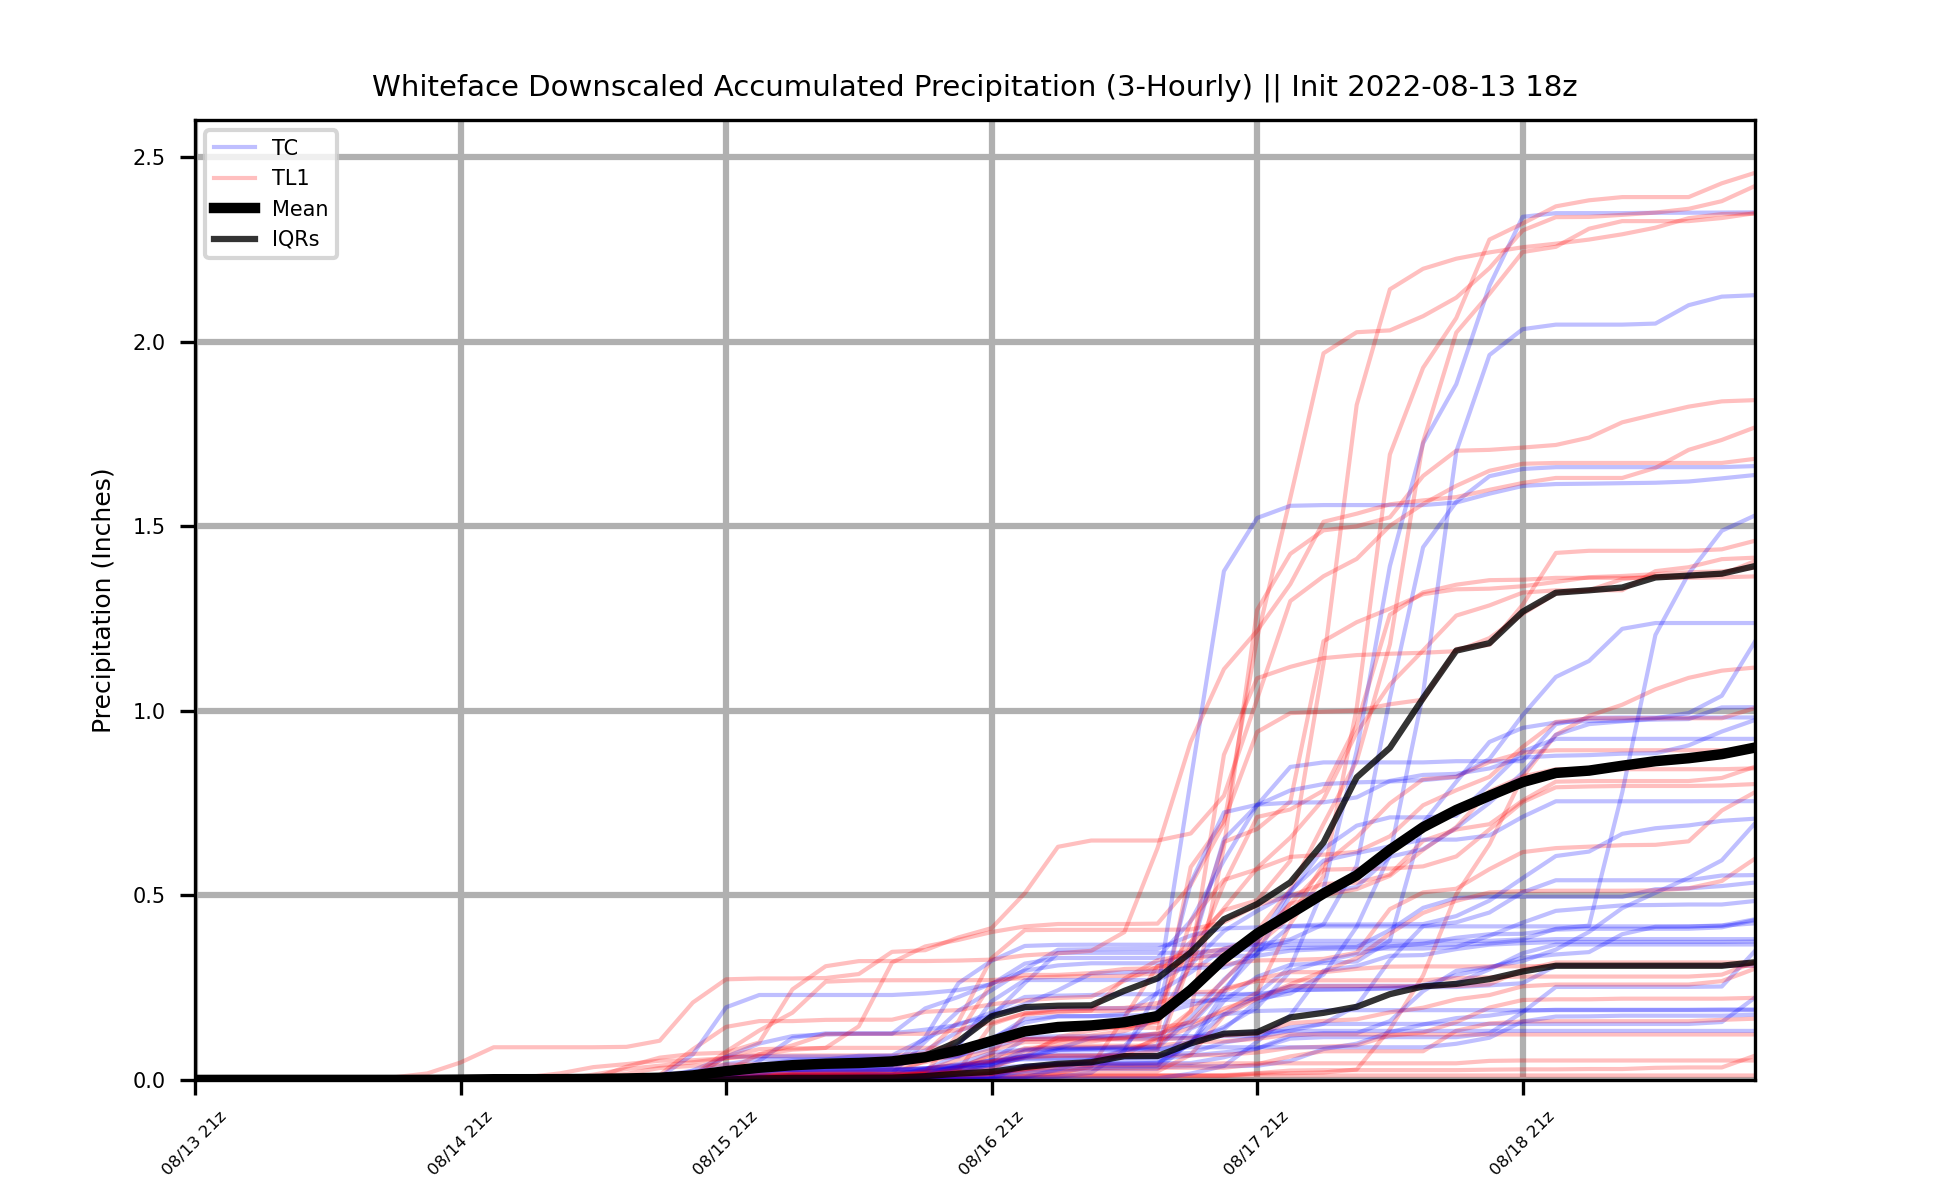 Whiteface Downscaled Accumulated Precipitation (3-Hourly) || Init 2022-08-13 18z
TC
TL1
Mean
IQRs
Precipitation (Inches)
2.5
2.0
1.5
1.0
0.5
0.0
08/13 21z
08/14 21z
08/15 21z
08/16 21z
08/17 21z
08/18 21z